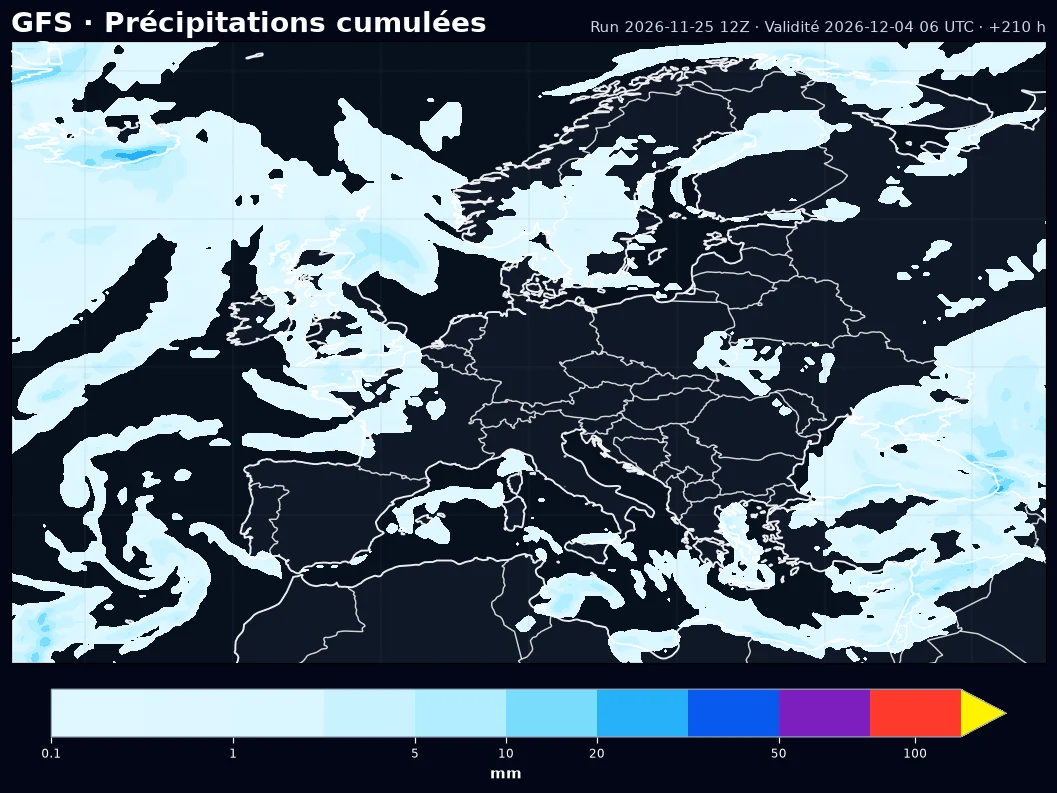 GFS · Précipitations cumulées
Run 2026-11-25 12Z · Validité 2026-12-04 06 UTC · +210 h
0.1 1 5 10 20 50 100
mm